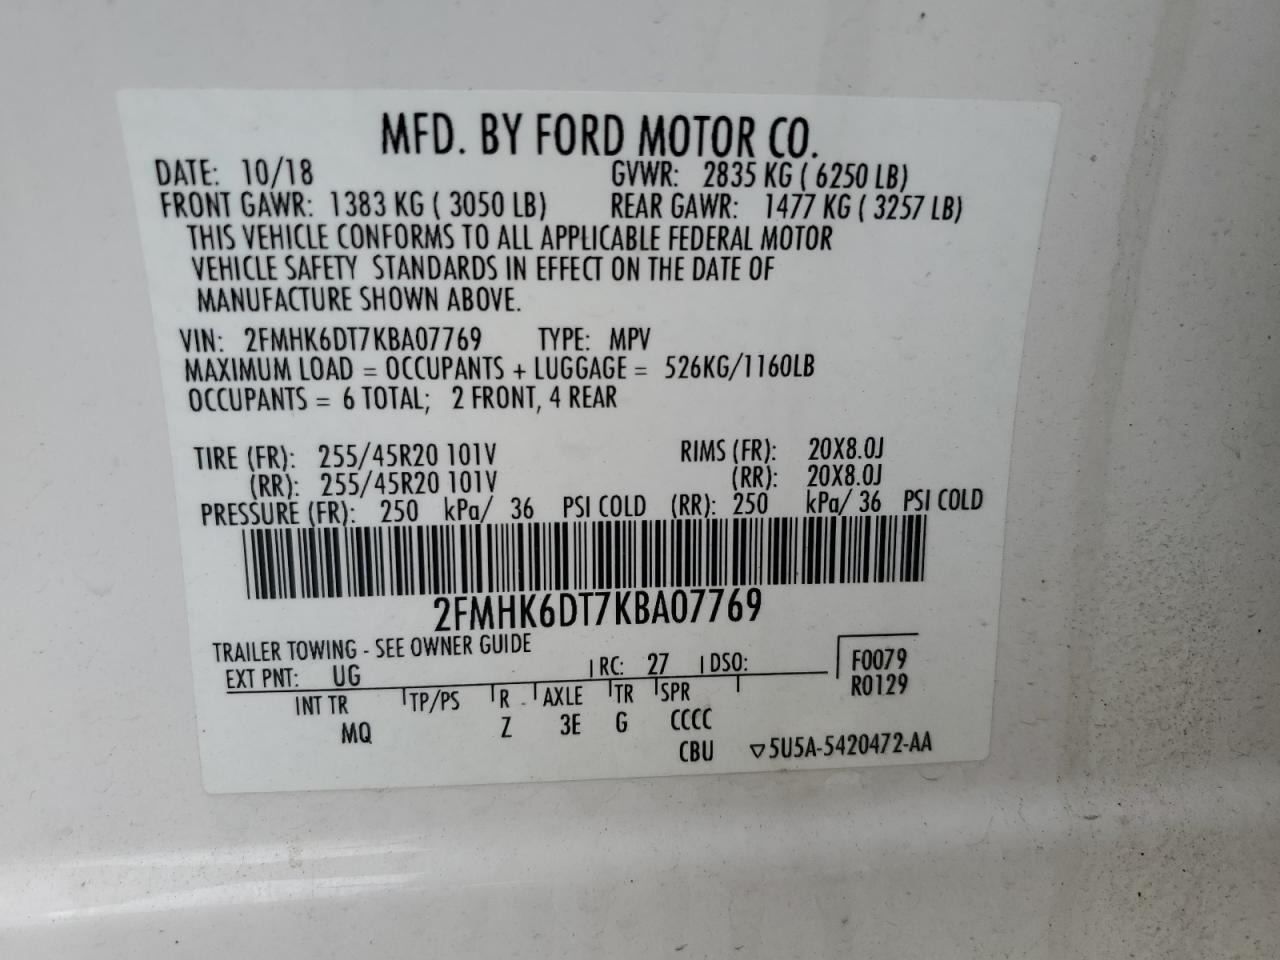 MFD. BY FORD MOTOR CO.
DATE: 10/18 GVWR: 2835 KG ( 6250 LB)
FRONT GAWR: 1383 KG ( 3050 LB) REAR GAWR: 1477 KG ( 3257 LB)
THIS VEHICLE CONFORMS TO ALL APPLICABLE FEDERAL MOTOR
VEHICLE SAFETY STANDARDS IN EFFECT ON THE DATE OF
MANUFACTURE SHOWN ABOVE.
VIN: 2FMHK6DT7KBA07769 TYPE: MPV
MAXIMUM LOAD = OCCUPANTS + LUGGAGE = 526KG/1160LB
OCCUPANTS = 6 TOTAL; 2 FRONT, 4 REAR
TIRE (FR): 255/45R20 101V RIMS (FR): 20X8.0J
(RR): 255/45R20 101V (RR): 20X8.0J
PRESSURE (FR): 250 kPa/ 36 PSI COLD (RR): 250 kPa/ 36 PSI COLD
2FMHK6DT7KBA07769
TRAILER TOWING - SEE OWNER GUIDE
EXT PNT: UG RC: 27 DSO: F0079
R0129
INT TR TP/PS R AXLE TR SPR
MQ Z 3E G CCCC
CBU ▽5U5A-5420472-AA